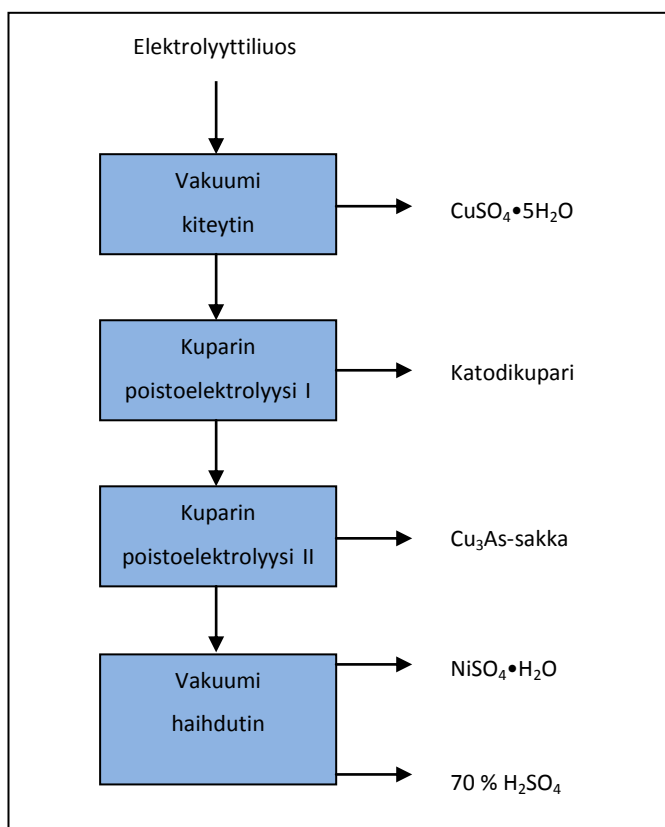 Elektrolyyttiliuos
Vakuumi
kiteytin
CuSO₄•5H₂O
Kuparin
poistoelektrolyysi I
Katodikupari
Kuparin
poistoelektrolyysi II
Cu₃As-sakka
Vakuumi
haihdutin
NiSO₄•H₂O
70 % H₂SO₄